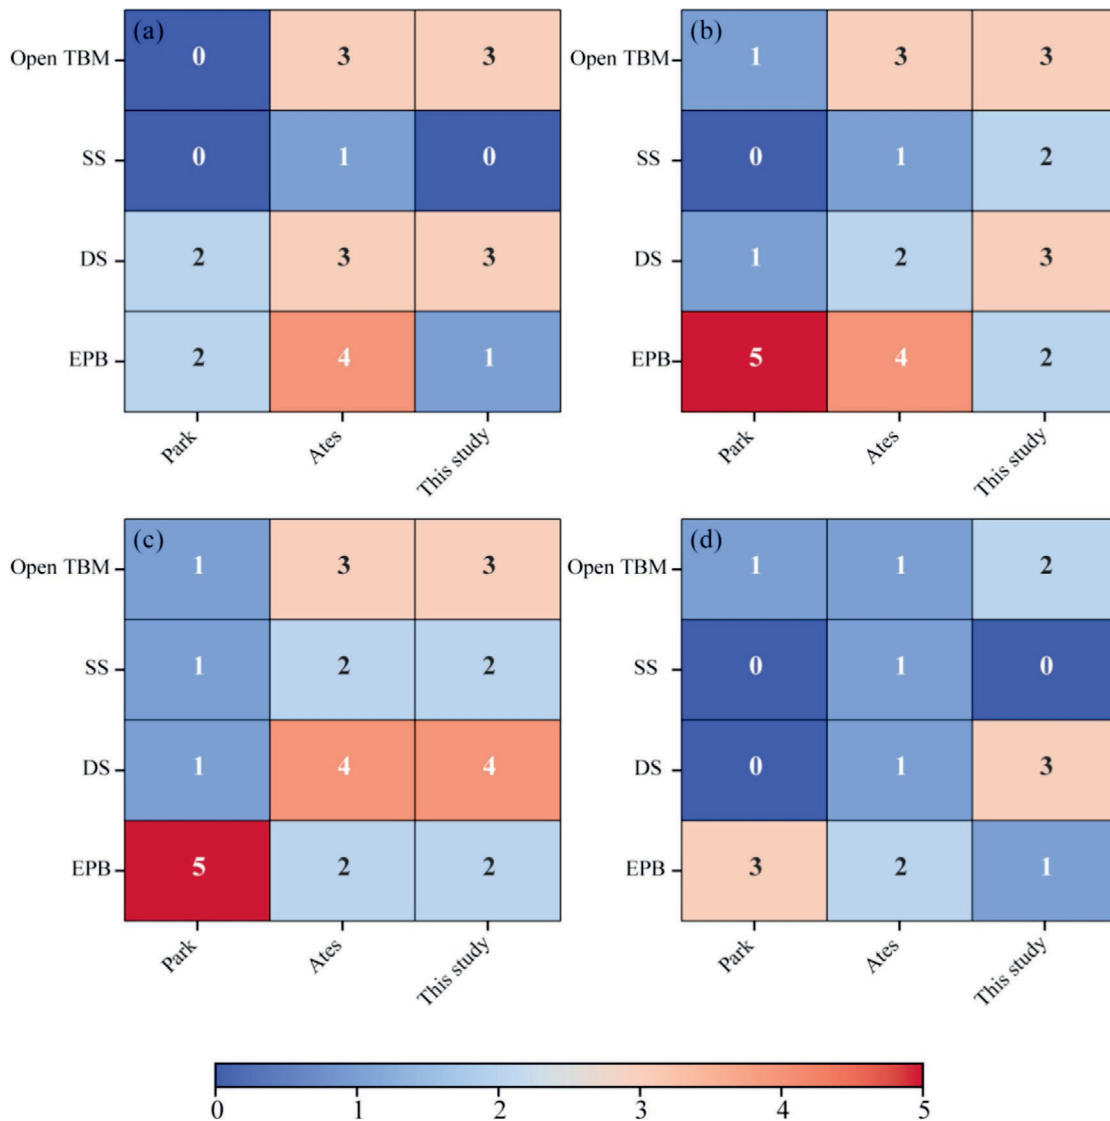 (a)
Open TBM 0 3 3
SS 0 1 0
DS 2 3 3
EPB 2 4 1
Park Ates This study
(b)
Open TBM 1 3 3
SS 0 1 2
DS 1 2 3
EPB 5 4 2
Park Ates This study
(c)
Open TBM 1 3 3
SS 1 2 2
DS 1 4 4
EPB 5 2 2
Park Ates This study
(d)
Open TBM 1 1 2
SS 0 1 0
DS 0 1 3
EPB 3 2 1
Park Ates This study
0 1 2 3 4 5